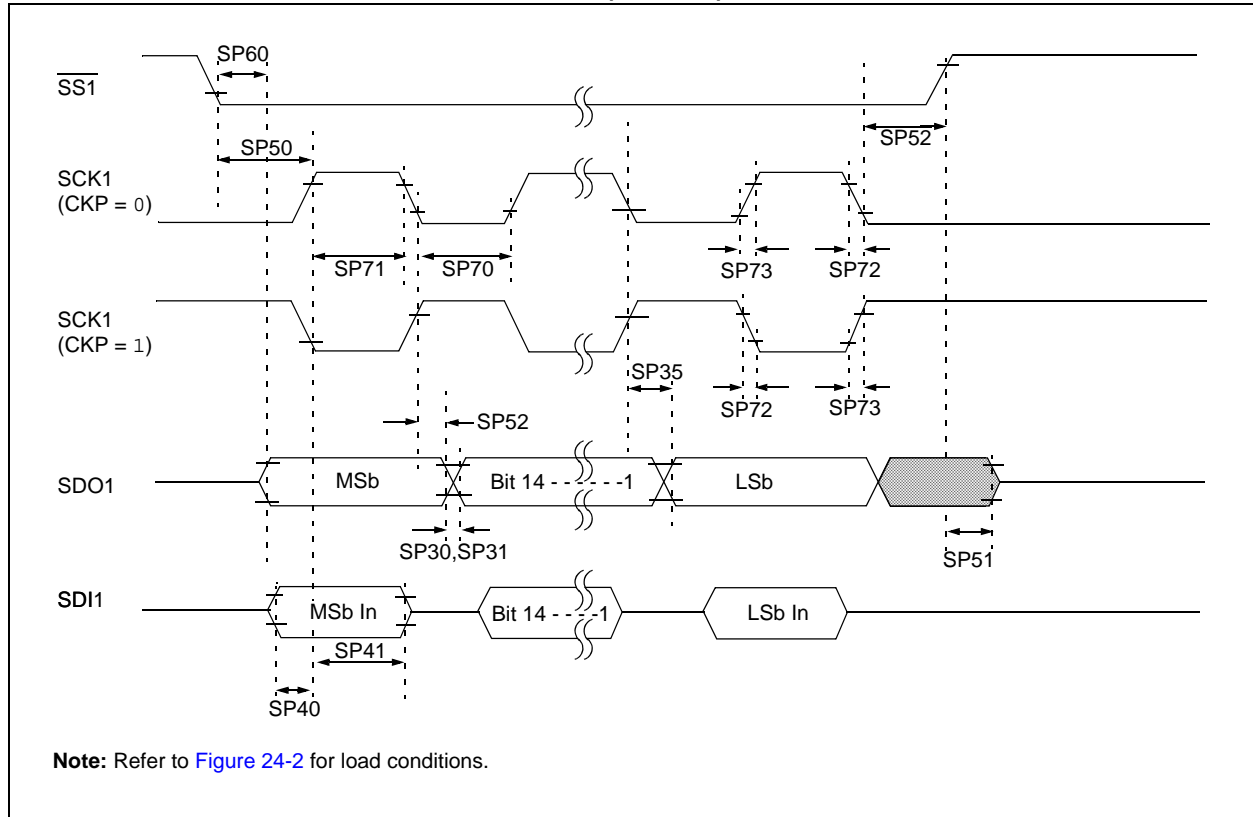 SP60
SS1
SP52
SP50
SCK1
(CKP = 0)
SP71
SP70
SP73
SP72
SCK1
(CKP = 1)
SP35
SP72
SP73
SP52
SDO1
MSb
Bit 14 - - - - - -1
LSb
SP30,SP31
SP51
SDI1
MSb In
Bit 14 - - - -1
LSb In
SP41
SP40
Note: Refer to Figure 24-2 for load conditions.